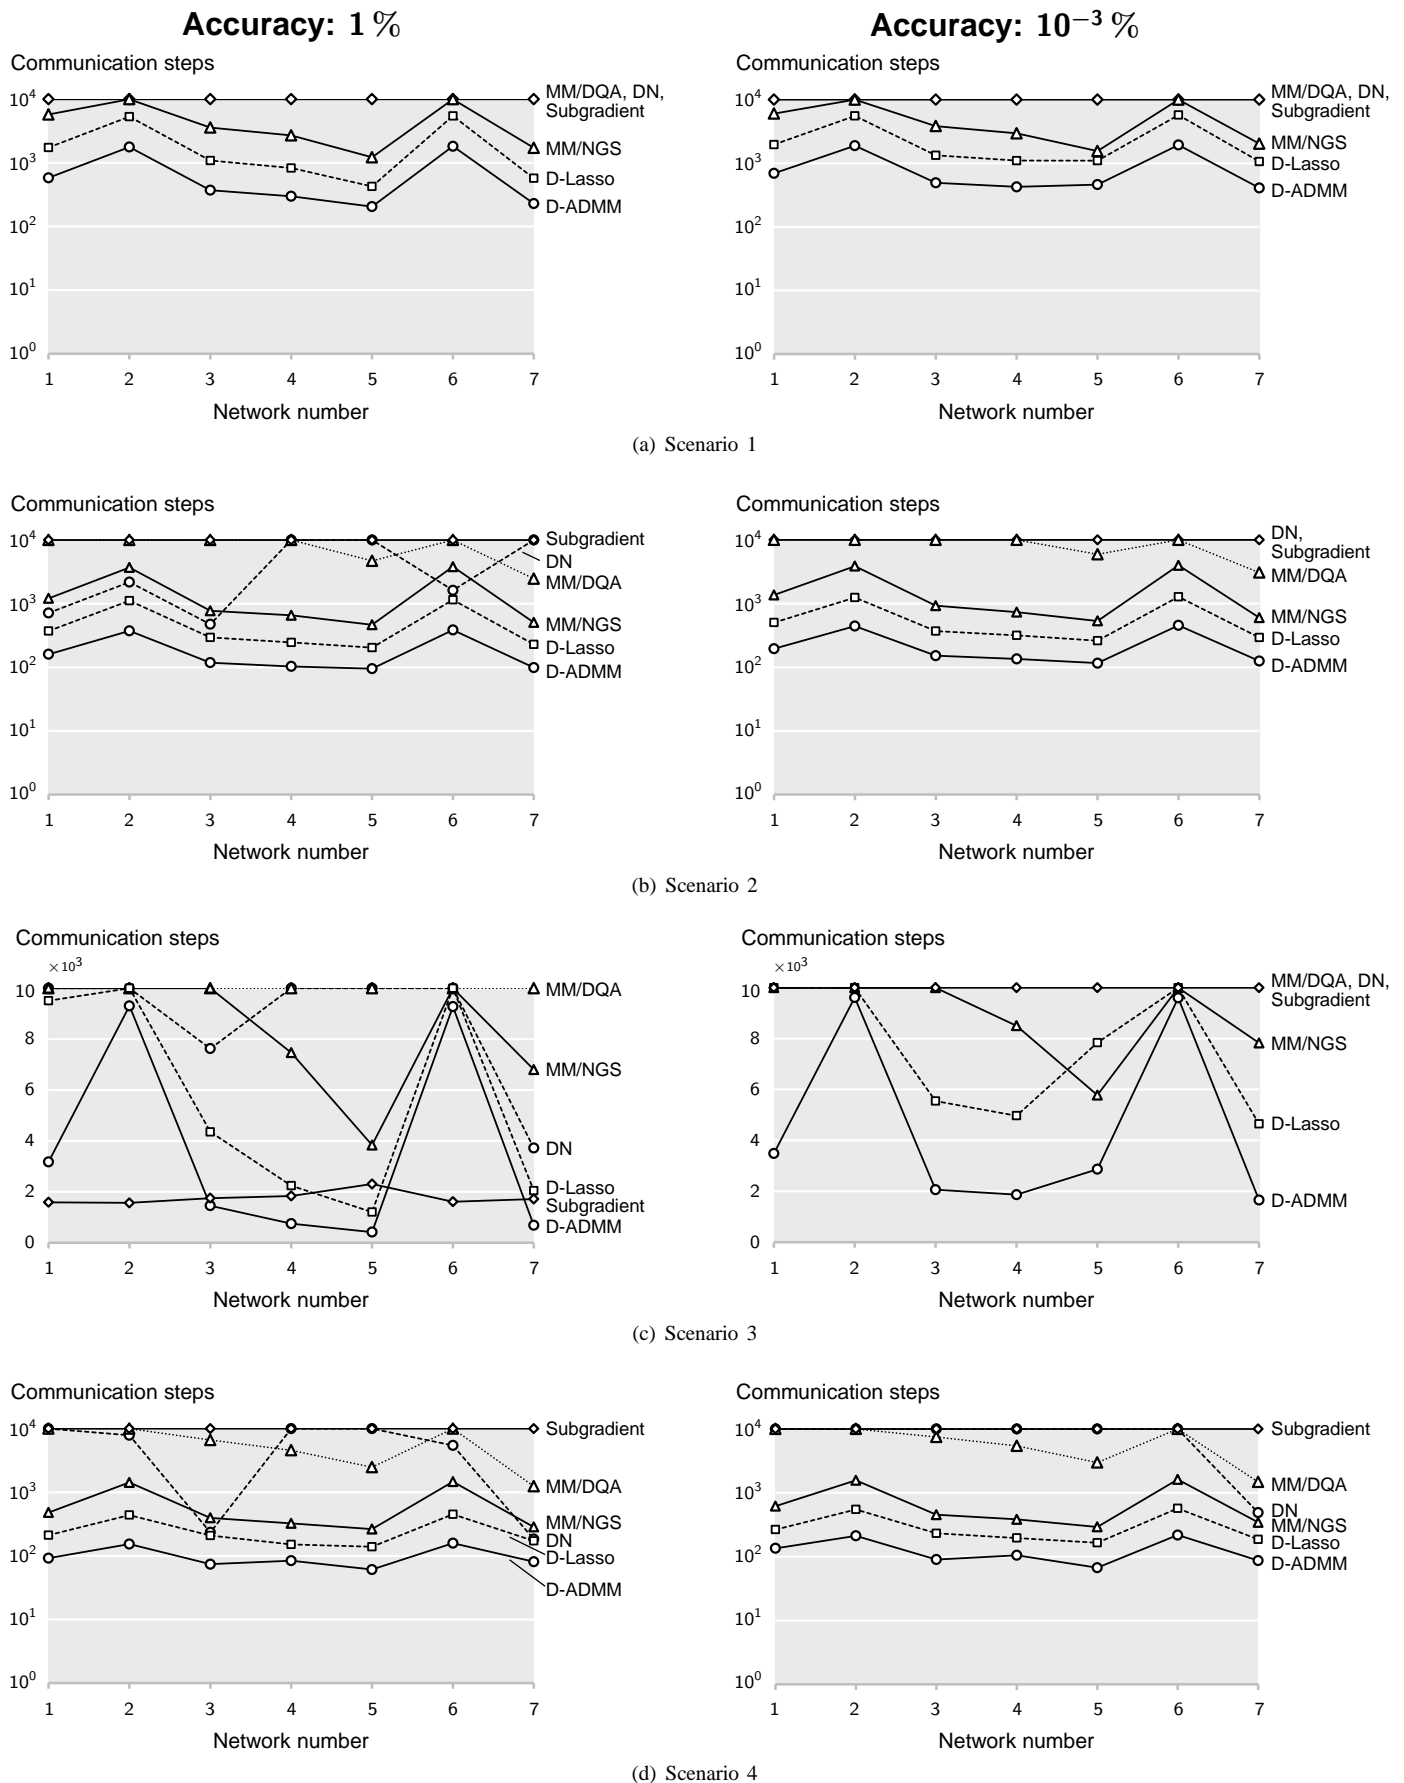 Accuracy: 1 %
Accuracy: 10⁻³ %
Communication steps
10⁴
10³
10²
10¹
10⁰
1 2 3 4 5 6 7
Network number
MM/DQA, DN,
Subgradient
MM/NGS
D-Lasso
D-ADMM
Communication steps
10⁴
10³
10²
10¹
10⁰
1 2 3 4 5 6 7
Network number
MM/DQA, DN,
Subgradient
MM/NGS
D-Lasso
D-ADMM
(a) Scenario 1
Communication steps
10⁴
10³
10²
10¹
10⁰
1 2 3 4 5 6 7
Network number
Subgradient
DN
MM/DQA
MM/NGS
D-Lasso
D-ADMM
Communication steps
10⁴
10³
10²
10¹
10⁰
1 2 3 4 5 6 7
Network number
DN,
Subgradient
MM/DQA
MM/NGS
D-Lasso
D-ADMM
(b) Scenario 2
Communication steps
×10³
10
8
6
4
2
0
1 2 3 4 5 6 7
Network number
MM/DQA
MM/NGS
DN
D-Lasso
Subgradient
D-ADMM
Communication steps
×10³
10
8
6
4
2
0
1 2 3 4 5 6 7
Network number
MM/DQA, DN,
Subgradient
MM/NGS
D-Lasso
D-ADMM
(c) Scenario 3
Communication steps
10⁴
10³
10²
10¹
10⁰
1 2 3 4 5 6 7
Network number
Subgradient
MM/DQA
MM/NGS
DN
D-Lasso
D-ADMM
Communication steps
10⁴
10³
10²
10¹
10⁰
1 2 3 4 5 6 7
Network number
Subgradient
MM/DQA
DN
MM/NGS
D-Lasso
D-ADMM
(d) Scenario 4